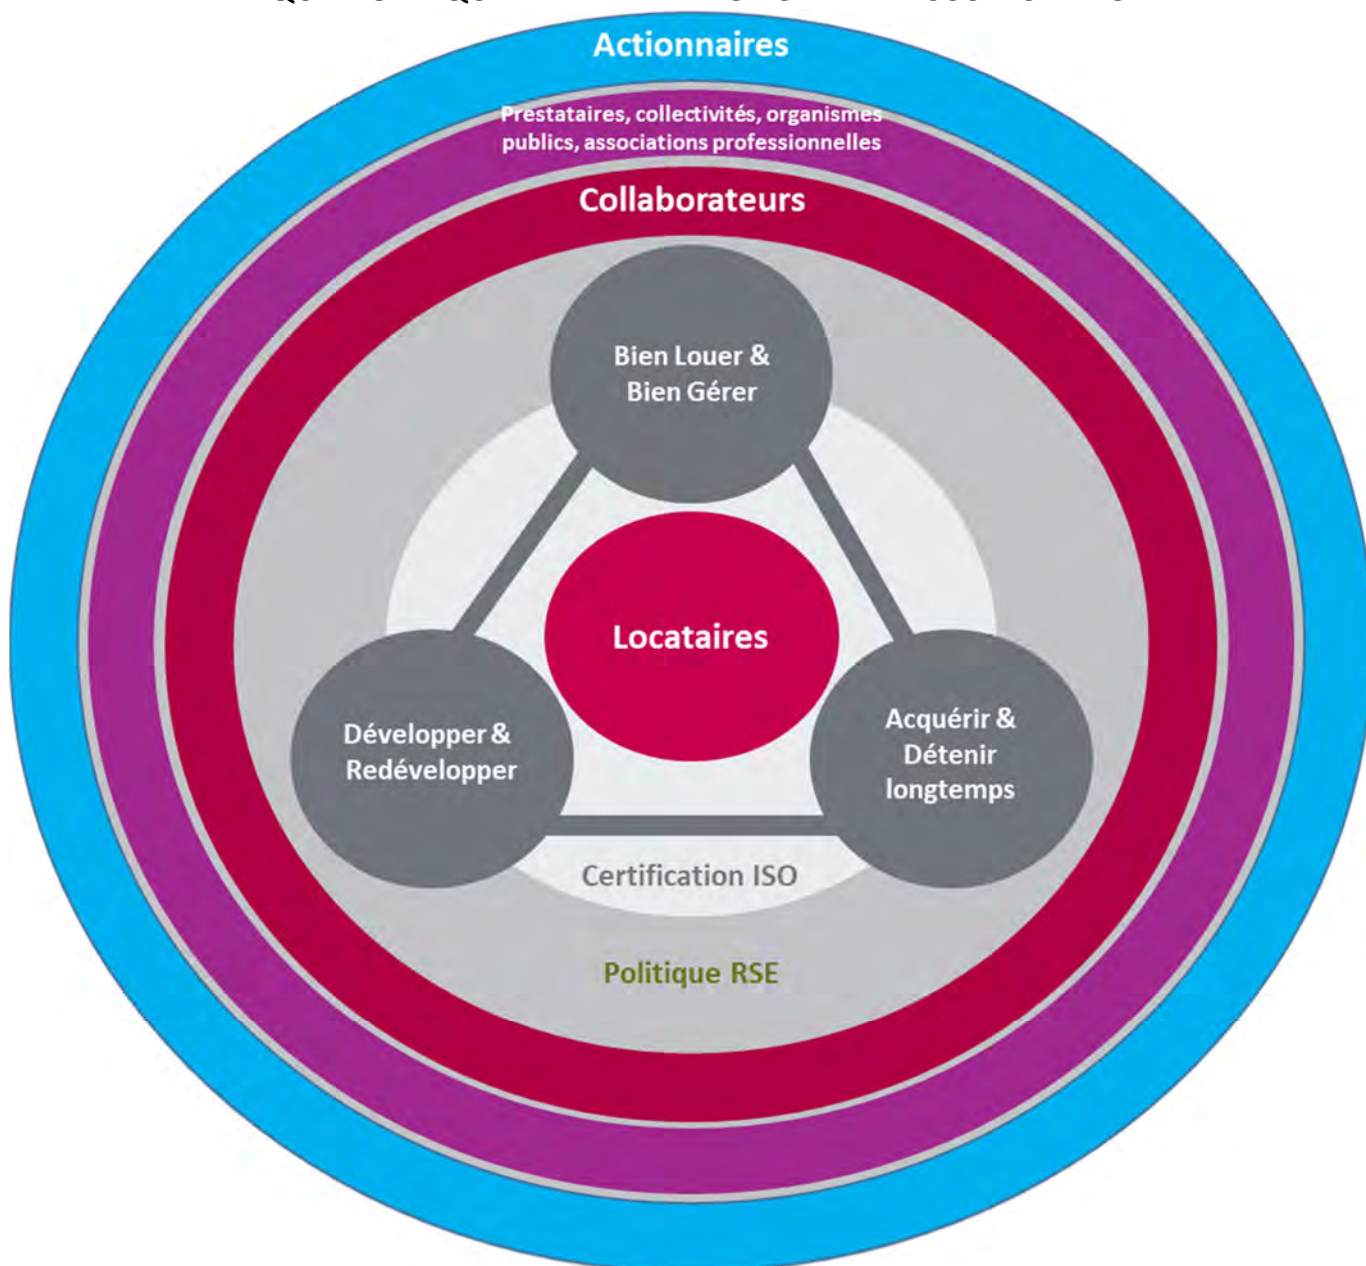 Actionnaires
Prestataires, collectivités, organismes
publics, associations professionnelles
Collaborateurs
Bien Louer &
Bien Gérer
Locataires
Développer &
Redévelopper
Acquérir &
Détenir
longtemps
Certification ISO
Politique RSE